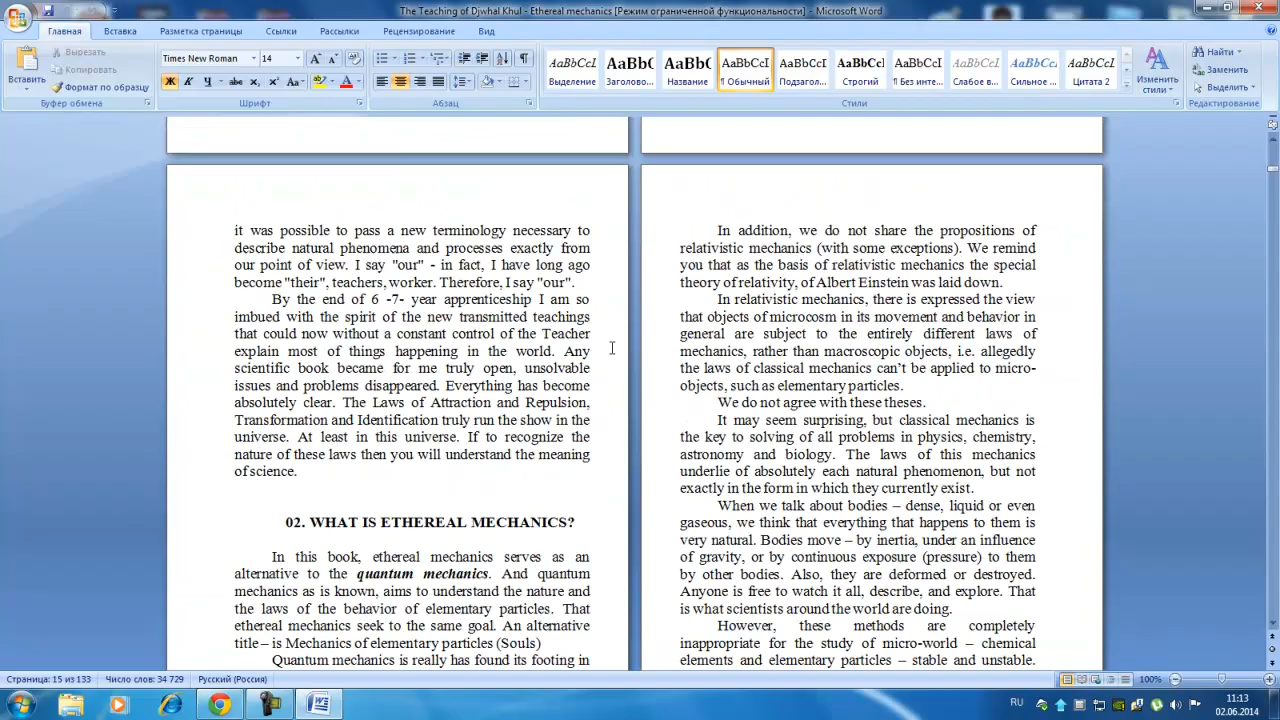 The Teaching of Djwhal Khul - Ethereal mechanics [Режим ограниченной функциональности] - Microsoft Word
Главная Вставка Разметка страницы Ссылки Рассылки Рецензирование Вид
Вставить
Вырезать
Копировать
Формат по образцу
Буфер обмена
Times New Roman 14
Шрифт
Абзац
AaBbCcI AaBbC AaBb( AaBbCcI AaBbCcI AaBbCcl AaBbCcI AaBbCcI AaBbCcI AaBbCcI
Выделение Заголово... Название ¶ Обычный Подзагол... Строгий ¶ Без инте... Слабое в... Сильное ... Цитата 2
Стили
Изменить стили
Найти
Заменить
Выделить
Редактирование
it was possible to pass a new terminology necessary to
describe natural phenomena and processes exactly from
our point of view. I say "our" - in fact, I have long ago
become "their", teachers, worker. Therefore, I say "our".
By the end of 6 -7- year apprenticeship I am so
imbued with the spirit of the new transmitted teachings
that could now without a constant control of the Teacher
explain most of things happening in the world. Any
scientific book became for me truly open, unsolvable
issues and problems disappeared. Everything has become
absolutely clear. The Laws of Attraction and Repulsion,
Transformation and Identification truly run the show in the
universe. At least in this universe. If to recognize the
nature of these laws then you will understand the meaning
of science.
02. WHAT IS ETHEREAL MECHANICS?
In this book, ethereal mechanics serves as an
alternative to the quantum mechanics. And quantum
mechanics as is known, aims to understand the nature and
the laws of the behavior of elementary particles. That
ethereal mechanics seek to the same goal. An alternative
title – is Mechanics of elementary particles (Souls)
Quantum mechanics is really has found its footing in
In addition, we do not share the propositions of
relativistic mechanics (with some exceptions). We remind
you that as the basis of relativistic mechanics the special
theory of relativity, of Albert Einstein was laid down.
In relativistic mechanics, there is expressed the view
that objects of microcosm in its movement and behavior in
general are subject to the entirely different laws of
mechanics, rather than macroscopic objects, i.e. allegedly
the laws of classical mechanics can’t be applied to micro-
objects, such as elementary particles.
We do not agree with these theses.
It may seem surprising, but classical mechanics is
the key to solving of all problems in physics, chemistry,
astronomy and biology. The laws of this mechanics
underlie of absolutely each natural phenomenon, but not
exactly in the form in which they currently exist.
When we talk about bodies – dense, liquid or even
gaseous, we think that everything that happens to them is
very natural. Bodies move – by inertia, under an influence
of gravity, or by continuous exposure (pressure) to them
by other bodies. Also, they are deformed or destroyed.
Anyone is free to watch it all, describe, and explore. That
is what scientists around the world are doing.
However, these methods are completely
inappropriate for the study of micro-world – chemical
elements and elementary particles – stable and unstable.
Страница: 15 из 133 Число слов: 34 729 Русский (Россия) 100%
RU
11:13
02.06.2014